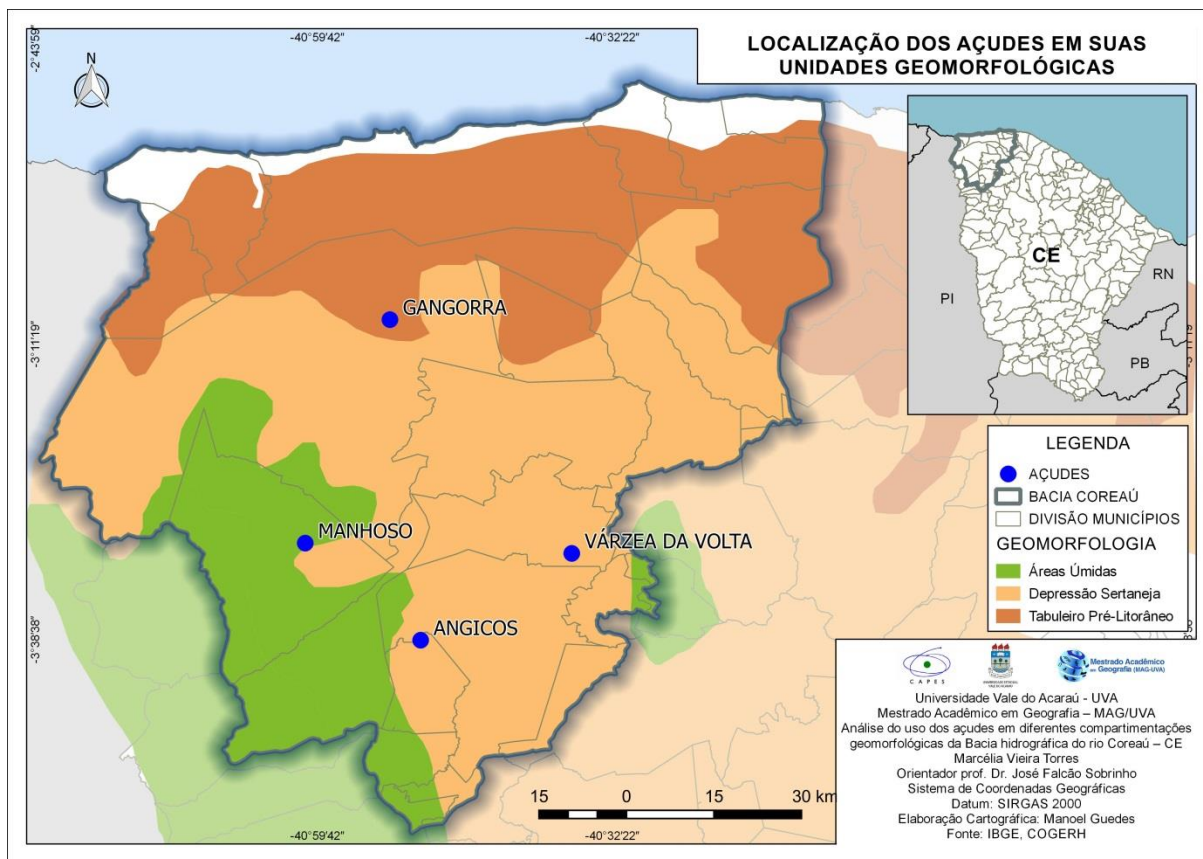 LOCALIZAÇÃO DOS AÇUDES EM SUAS
UNIDADES GEOMORFOLÓGICAS
-40°59'42"
-40°32'22"
-2°43'59"
N
CE
PI
RN
PB
GANGORRA
-3°11'19"
-3°11'19"
LEGENDA
AÇUDES
BACIA COREAÚ
DIVISÃO MUNICÍPIOS
GEOMORFOLOGIA
Áreas Úmidas
Depressão Sertaneja
Tabuleiro Pré-Litorâneo
MANHOSO
VÁRZEA DA VOLTA
ANGICOS
-3°38'38"
CAPES
Mestrado Acadêmico
em Geografia (MAG-UVA)
Universidade Vale do Acaraú - UVA
Mestrado Acadêmico em Geografia – MAG/UVA
Análise do uso dos açudes em diferentes compartimentações
geomorfológicas da Bacia hidrográfica do rio Coreaú – CE
Marcélia Vieira Torres
Orientador prof. Dr. José Falcão Sobrinho
Sistema de Coordenadas Geográficas
Datum: SIRGAS 2000
Elaboração Cartográfica: Manoel Guedes
Fonte: IBGE, COGERH
15 0 15 30 km
-40°59'42"
-40°32'22"